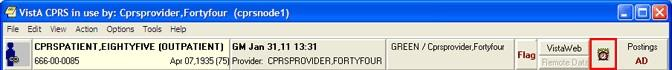 VistA CPRS in use by: Cprsprovider,Fortyfour (cprsnode1)
File Edit View Action Options Tools Help
CPRSPATIENT,EIGHTYFIVE (OUTPATIENT) GM Jan 31,11 13:31 GREEN / Cprsprovider,Fortyfour Flag VistaWeb Postings
666-00-0085 Apr 07,1935 (75) Provider: CPRSPROVIDER,FORTYFOUR Remote Data AD